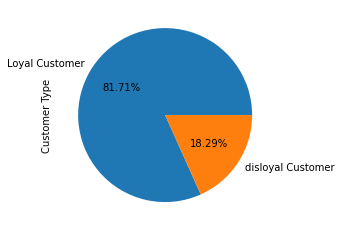 Loyal Customer
81.71%
Customer Type
18.29%
disloyal Customer